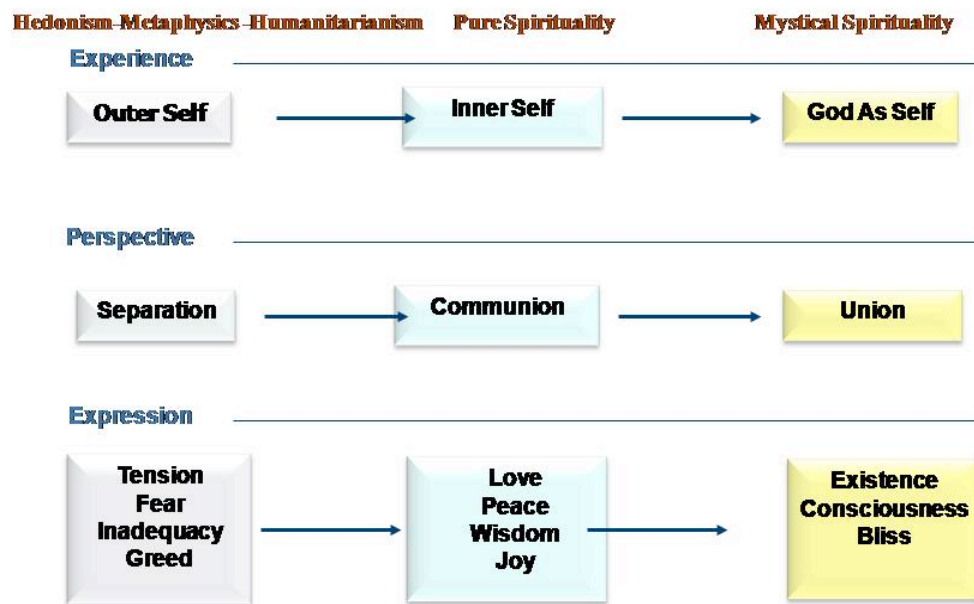 Hedonism-Metaphysics-Humanitarianism Pure Spirituality Mystical Spirituality
Experience
Outer Self Inner Self God As Self
Perspective
Separation Communion Union
Expression
Tension
Fear
Inadequacy
Greed
Love
Peace
Wisdom
Joy
Existence
Consciousness
Bliss